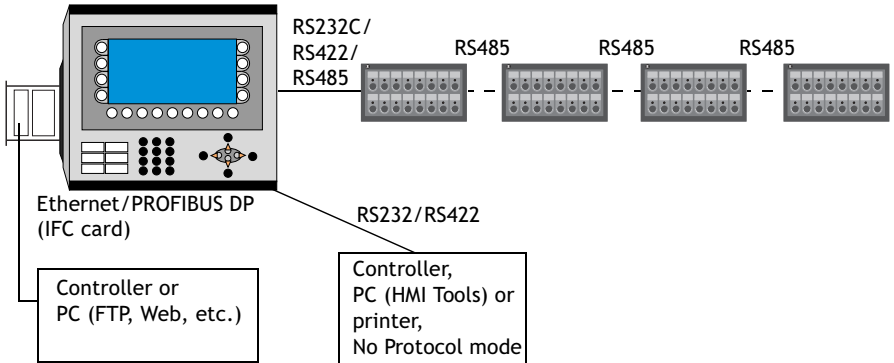 RS232C/
RS422/
RS485
RS485
RS485
RS485
Ethernet/PROFIBUS DP
(IFC card)
RS232/RS422
Controller or
PC (FTP, Web, etc.)
Controller,
PC (HMI Tools) or
printer,
No Protocol mode